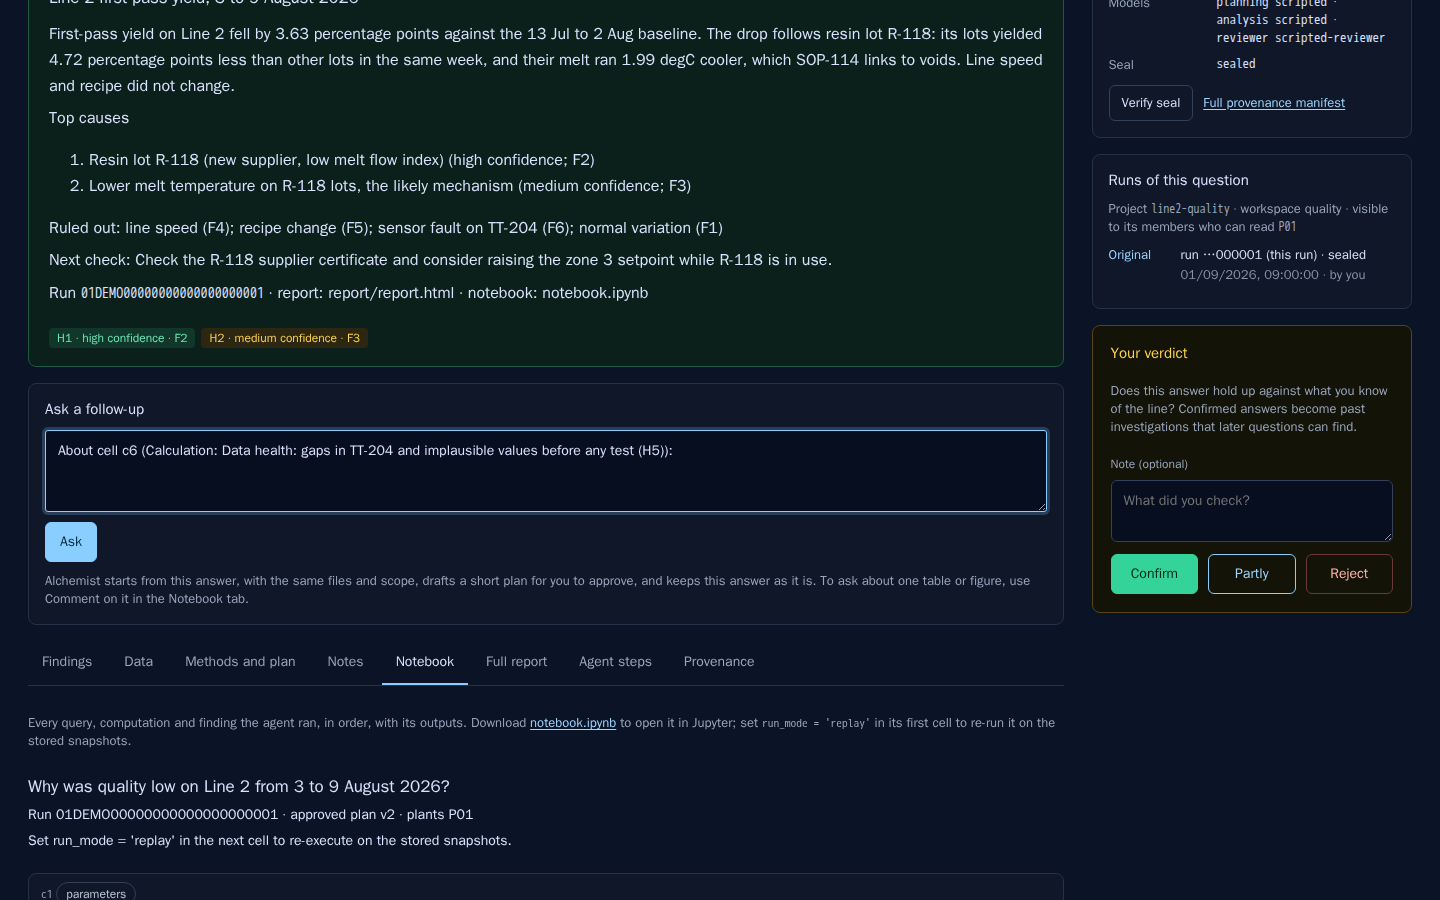 Line 2 first-pass yield, 3 to 9 August 2026
First-pass yield on Line 2 fell by 3.63 percentage points against the 13 Jul to 2 Aug baseline. The drop follows resin lot R-118: its lots yielded
4.72 percentage points less than other lots in the same week, and their melt ran 1.99 degC cooler, which SOP-114 links to voids. Line speed
and recipe did not change.
Top causes
1. Resin lot R-118 (new supplier, low melt flow index) (high confidence; F2)
2. Lower melt temperature on R-118 lots, the likely mechanism (medium confidence; F3)
Ruled out: line speed (F4); recipe change (F5); sensor fault on TT-204 (F6); normal variation (F1)
Next check: Check the R-118 supplier certificate and consider raising the zone 3 setpoint while R-118 is in use.
Run 01DEMO00000000000000000001 · report: report/report.html · notebook: notebook.ipynb
H1 · high confidence · F2
H2 · medium confidence · F3
Ask a follow-up
About cell c6 (Calculation: Data health: gaps in TT-204 and implausible values before any test (H5)):
Ask
Alchemist starts from this answer, with the same files and scope, drafts a short plan for you to approve, and keeps this answer as it is. To ask about one table or figure, use
Comment on it in the Notebook tab.
Findings
Data
Methods and plan
Notes
Notebook
Full report
Agent steps
Provenance
Every query, computation and finding the agent ran, in order, with its outputs. Download notebook.ipynb to open it in Jupyter; set run_mode = 'replay' in its first cell to re-run it on the
stored snapshots.
Why was quality low on Line 2 from 3 to 9 August 2026?
Run 01DEMO00000000000000000001 · approved plan v2 · plants P01
Set run_mode = 'replay' in the next cell to re-execute on the stored snapshots.
c1 parameters
Models
planning scripted ·
analysis scripted ·
reviewer scripted-reviewer
Seal
sealed
Verify seal
Full provenance manifest
Runs of this question
Project line2-quality · workspace quality · visible
to its members who can read P01
Original
run ···000001 (this run) · sealed
01/09/2026, 09:00:00 · by you
Your verdict
Does this answer hold up against what you know
of the line? Confirmed answers become past
investigations that later questions can find.
Note (optional)
What did you check?
Confirm
Partly
Reject